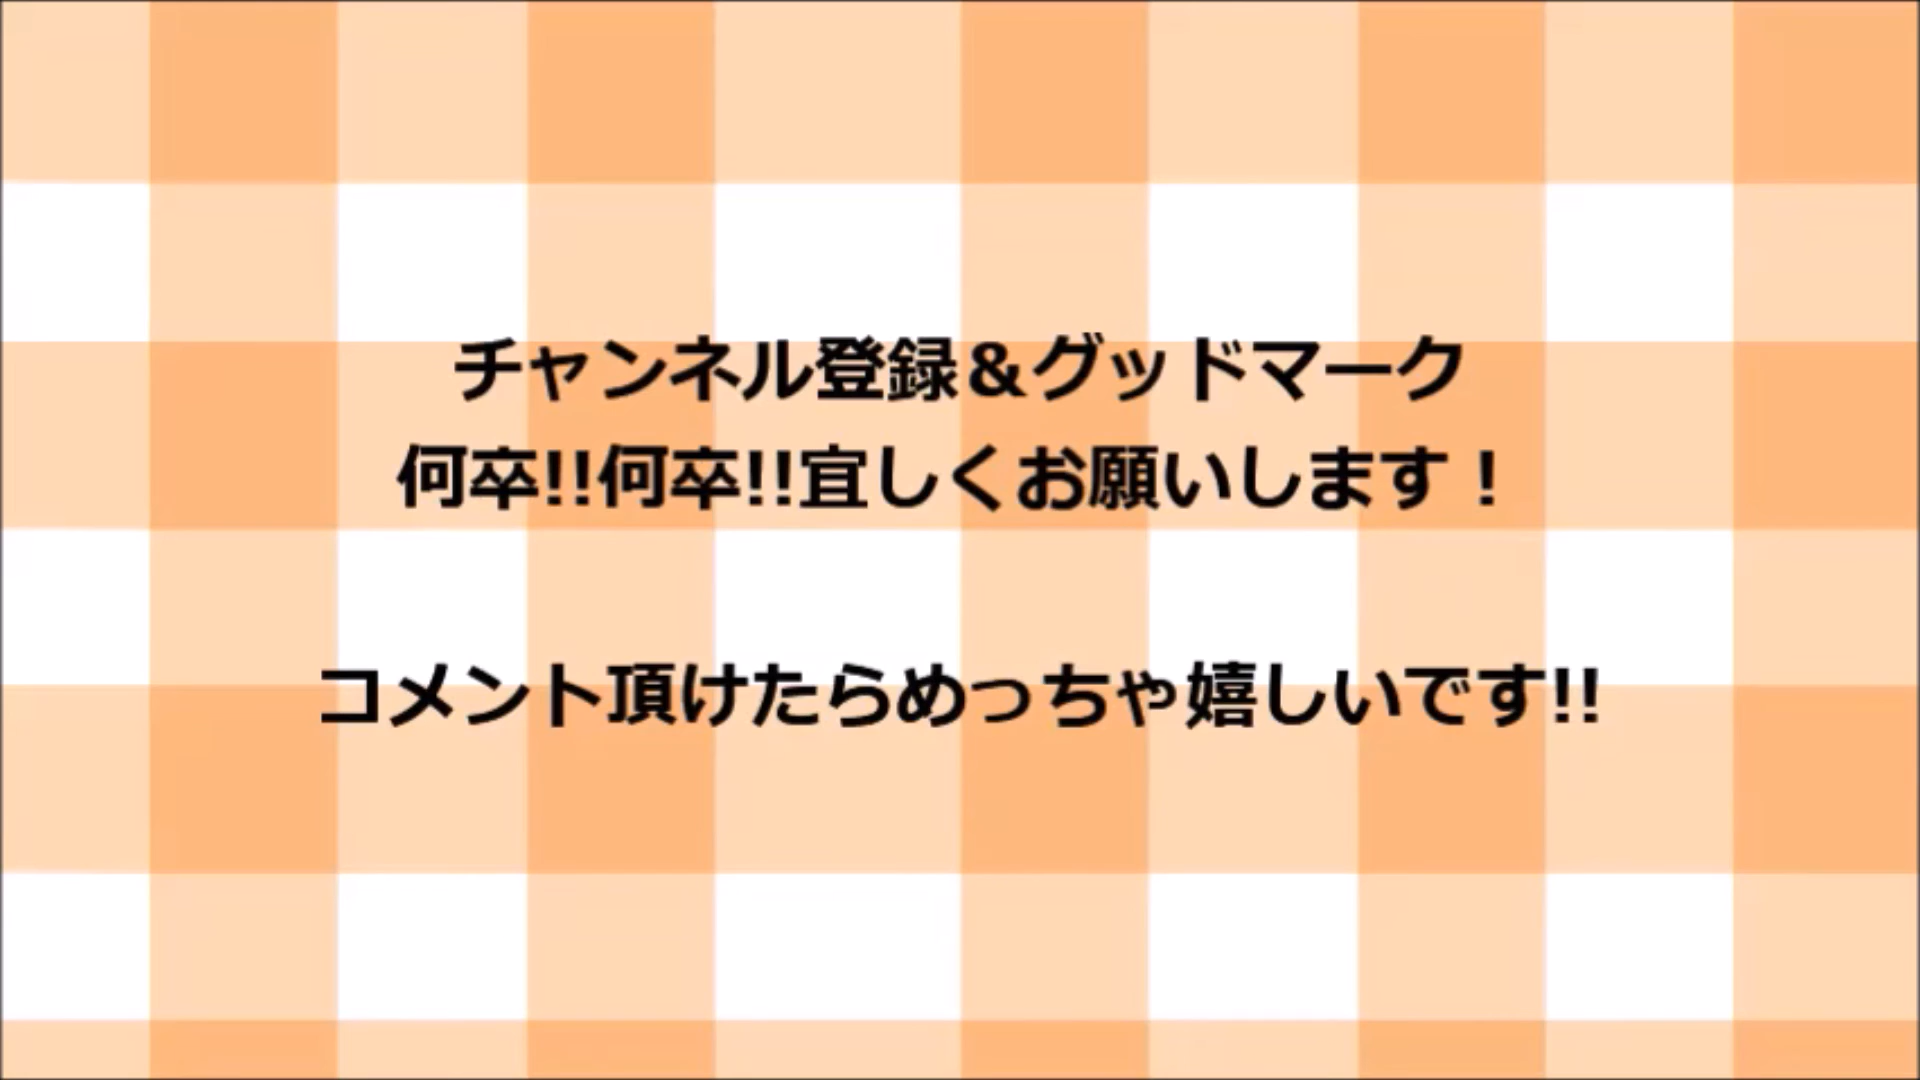 チャンネル登録＆グッドマーク
何卒!!何卒!!宜しくお願いします！
コメント頂けたらめっちゃ嬉しいです!!